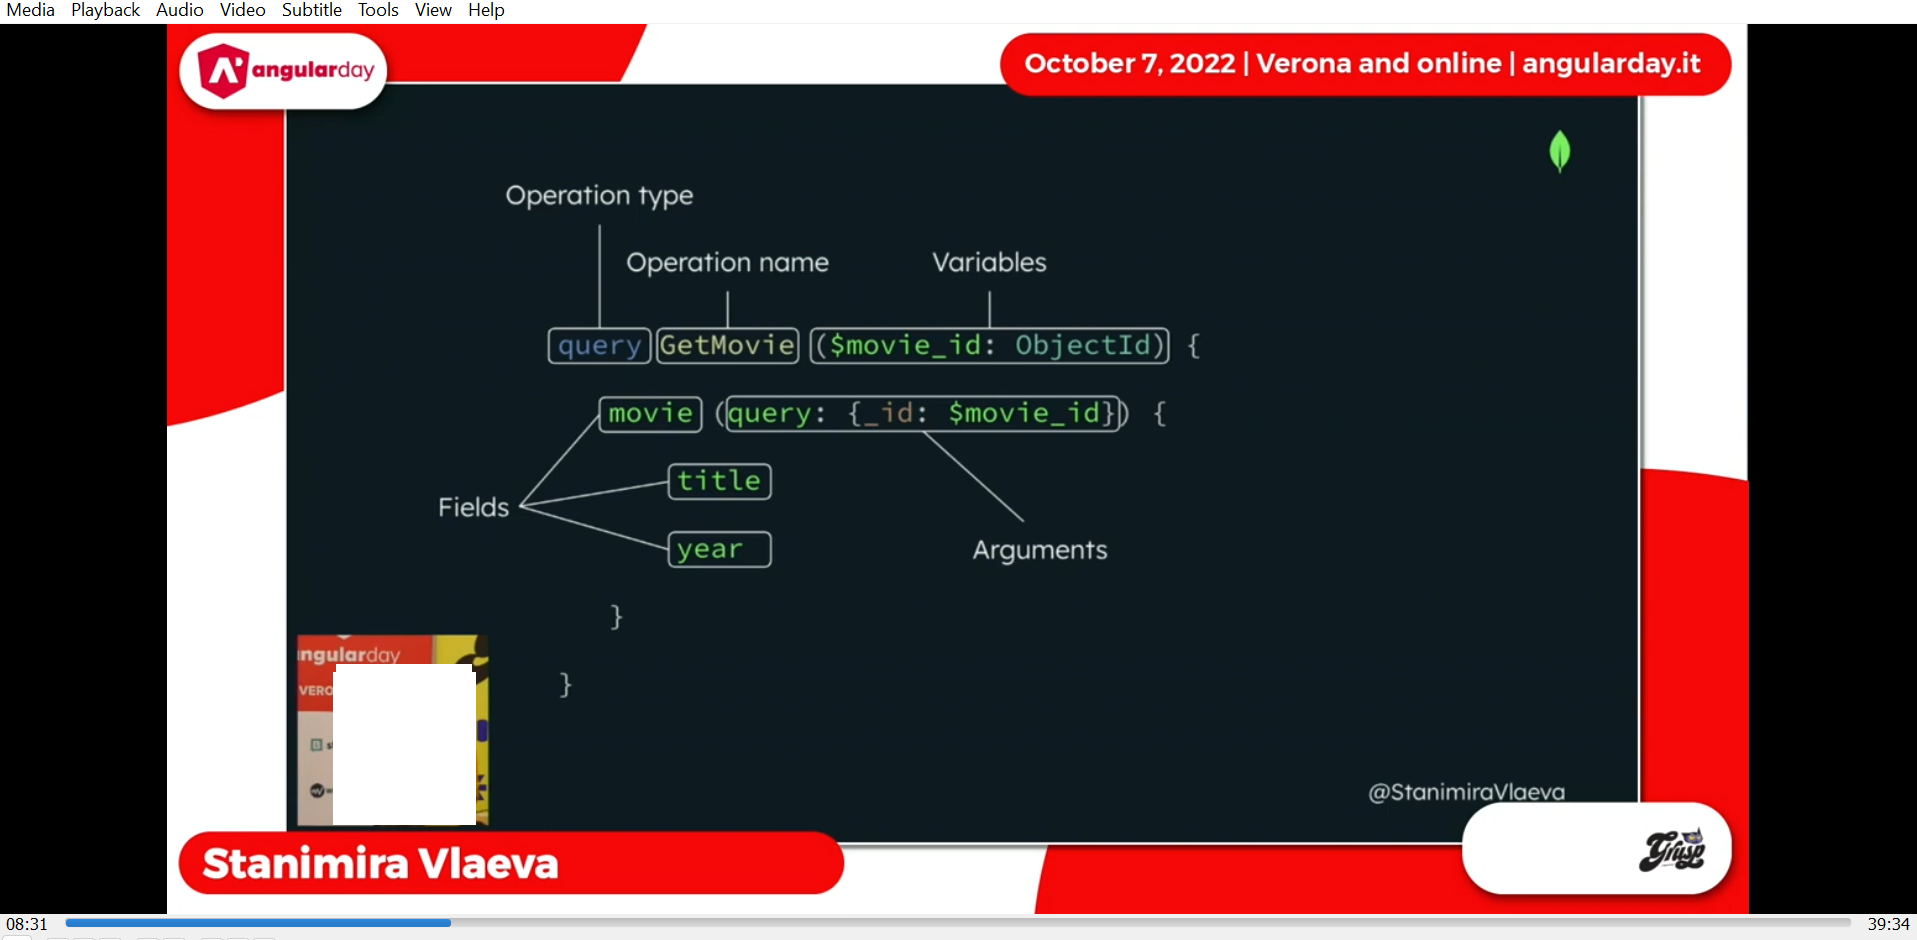 Media Playback Audio Video Subtitle Tools View Help
angularday
October 7, 2022 | Verona and online | angularday.it
Operation type
Operation name
Variables
query GetMovie ($movie_id: ObjectId) {
movie (query: {_id: $movie_id}) {
title
Fields
year
Arguments
}
}
ngularday
VERO
@StanimiraVlaeva
Stanimira Vlaeva
Grusp
08:31
39:34